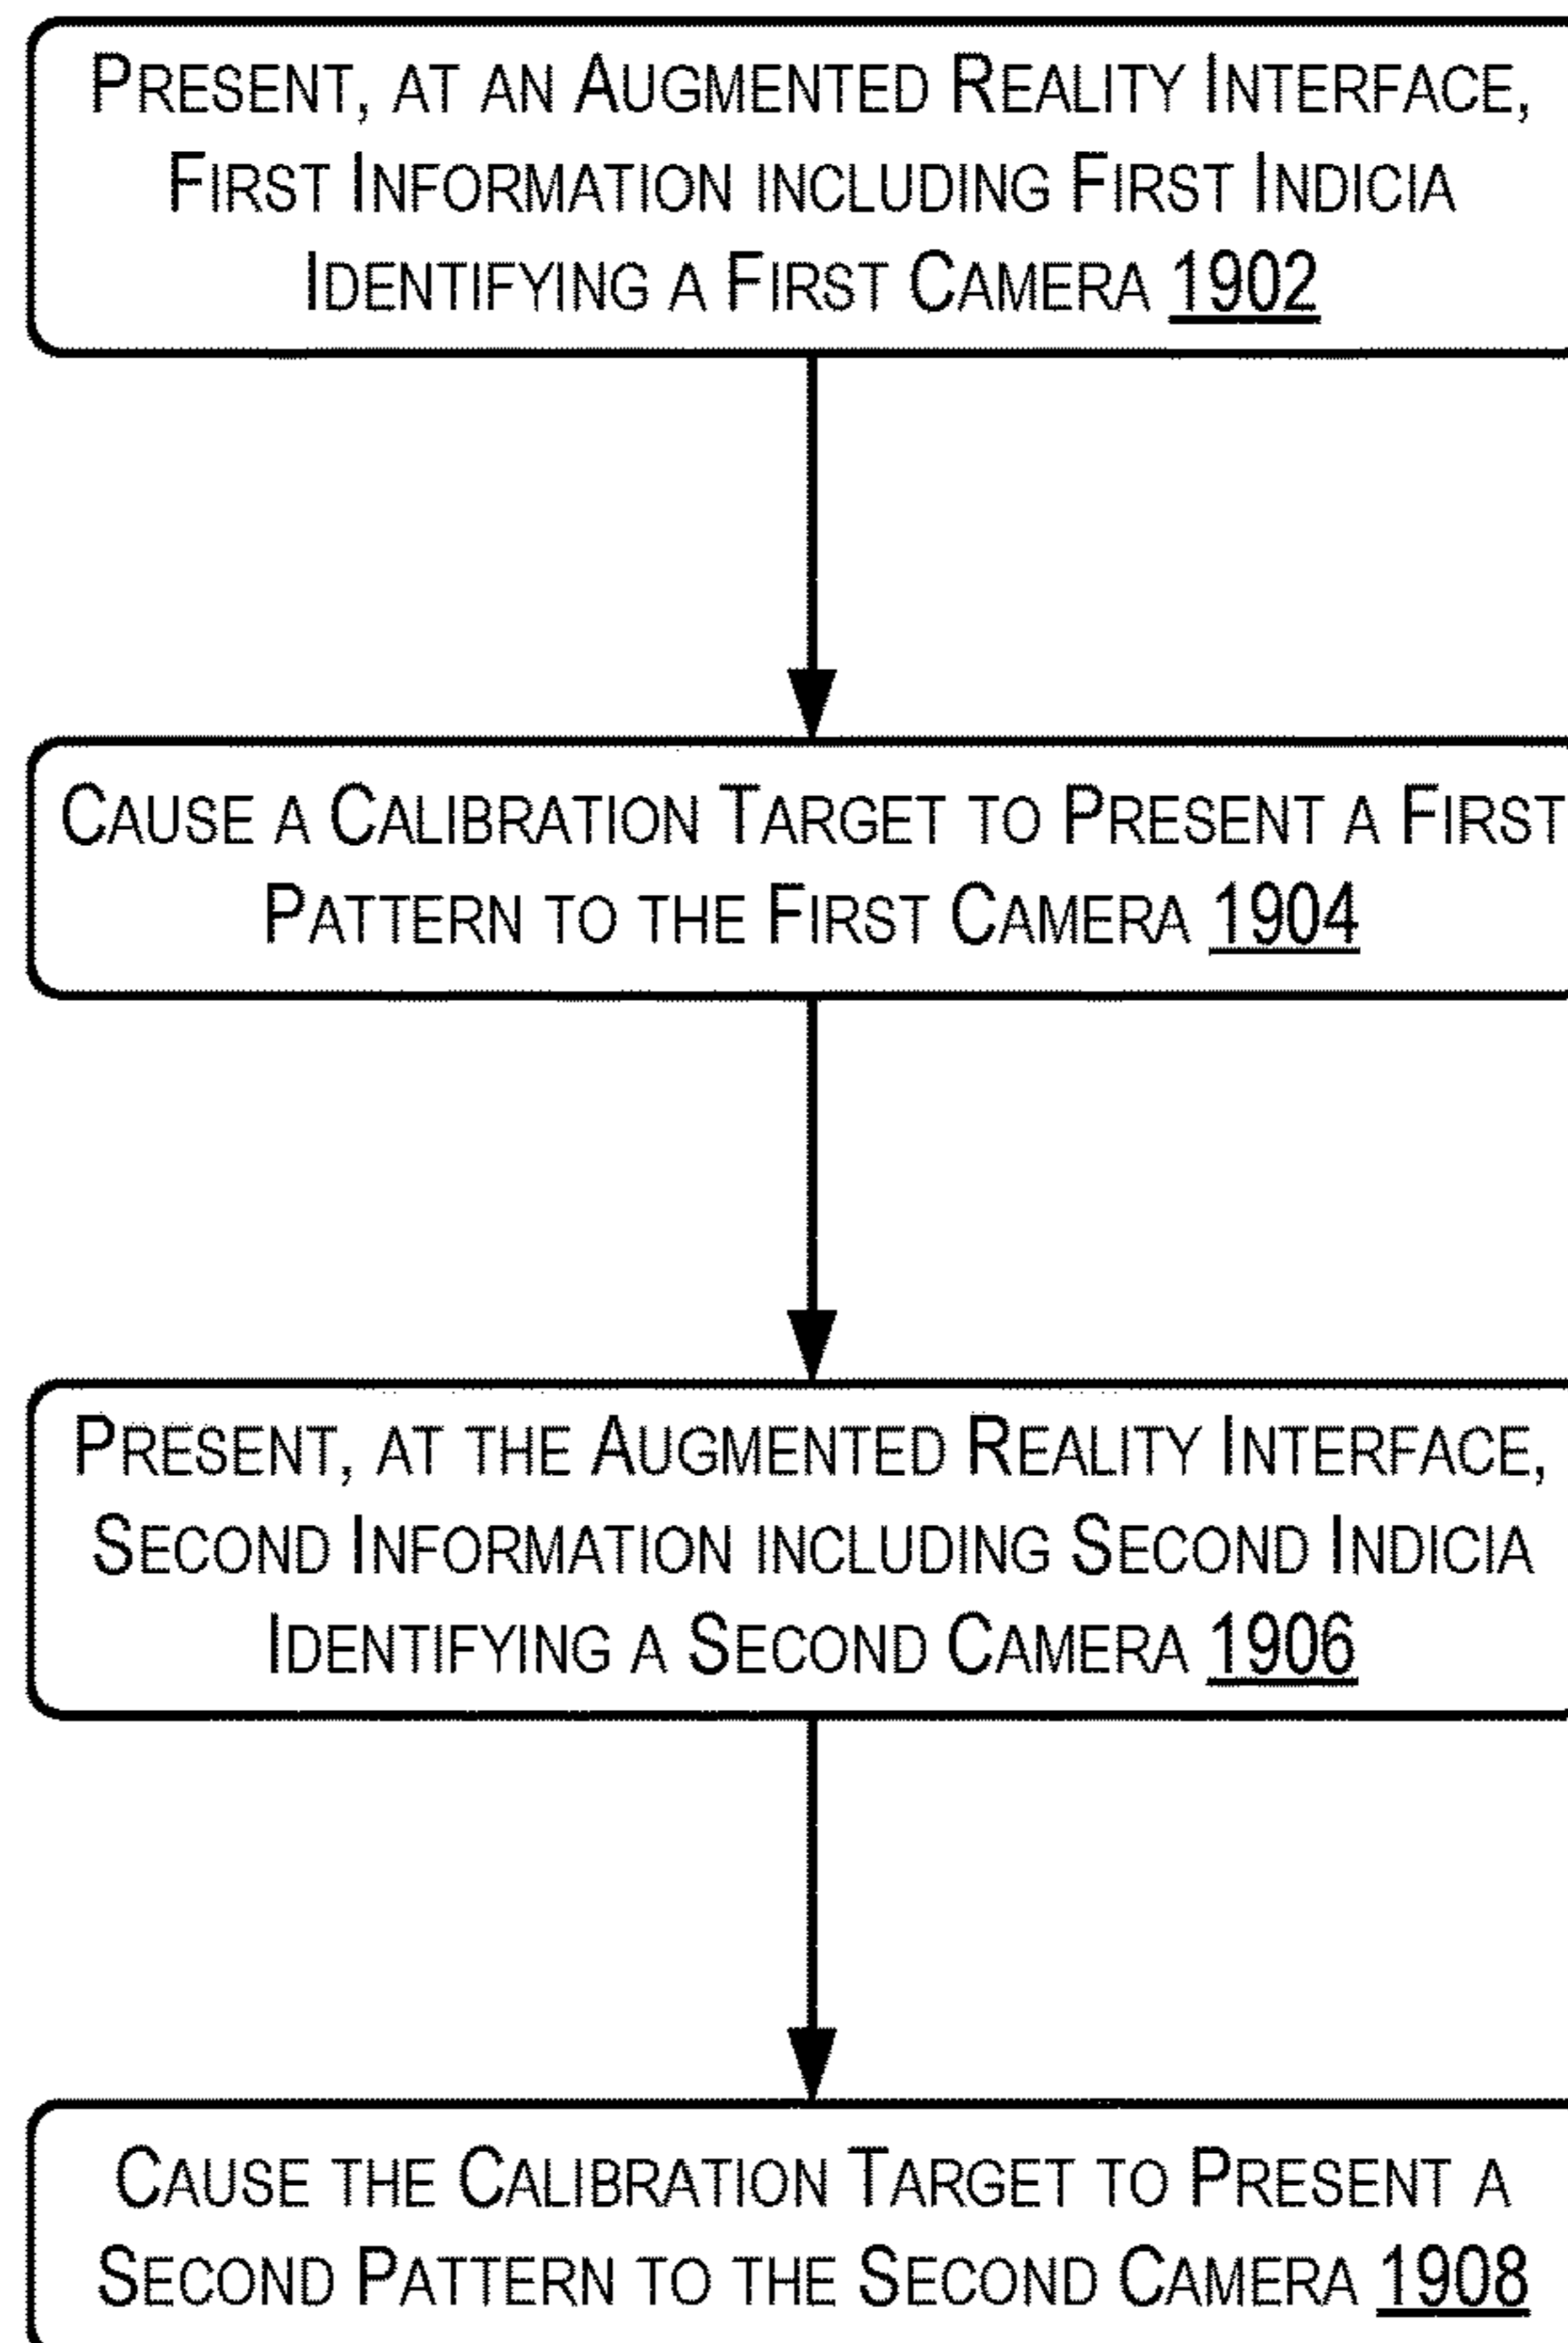 PRESENT, AT AN AUGMENTED REALITY INTERFACE,
FIRST INFORMATION INCLUDING FIRST INDICIA
IDENTIFYING A FIRST CAMERA 1902
CAUSE A CALIBRATION TARGET TO PRESENT A FIRST
PATTERN TO THE FIRST CAMERA 1904
PRESENT, AT THE AUGMENTED REALITY INTERFACE,
SECOND INFORMATION INCLUDING SECOND INDICIA
IDENTIFYING A SECOND CAMERA 1906
CAUSE THE CALIBRATION TARGET TO PRESENT A
SECOND PATTERN TO THE SECOND CAMERA 1908